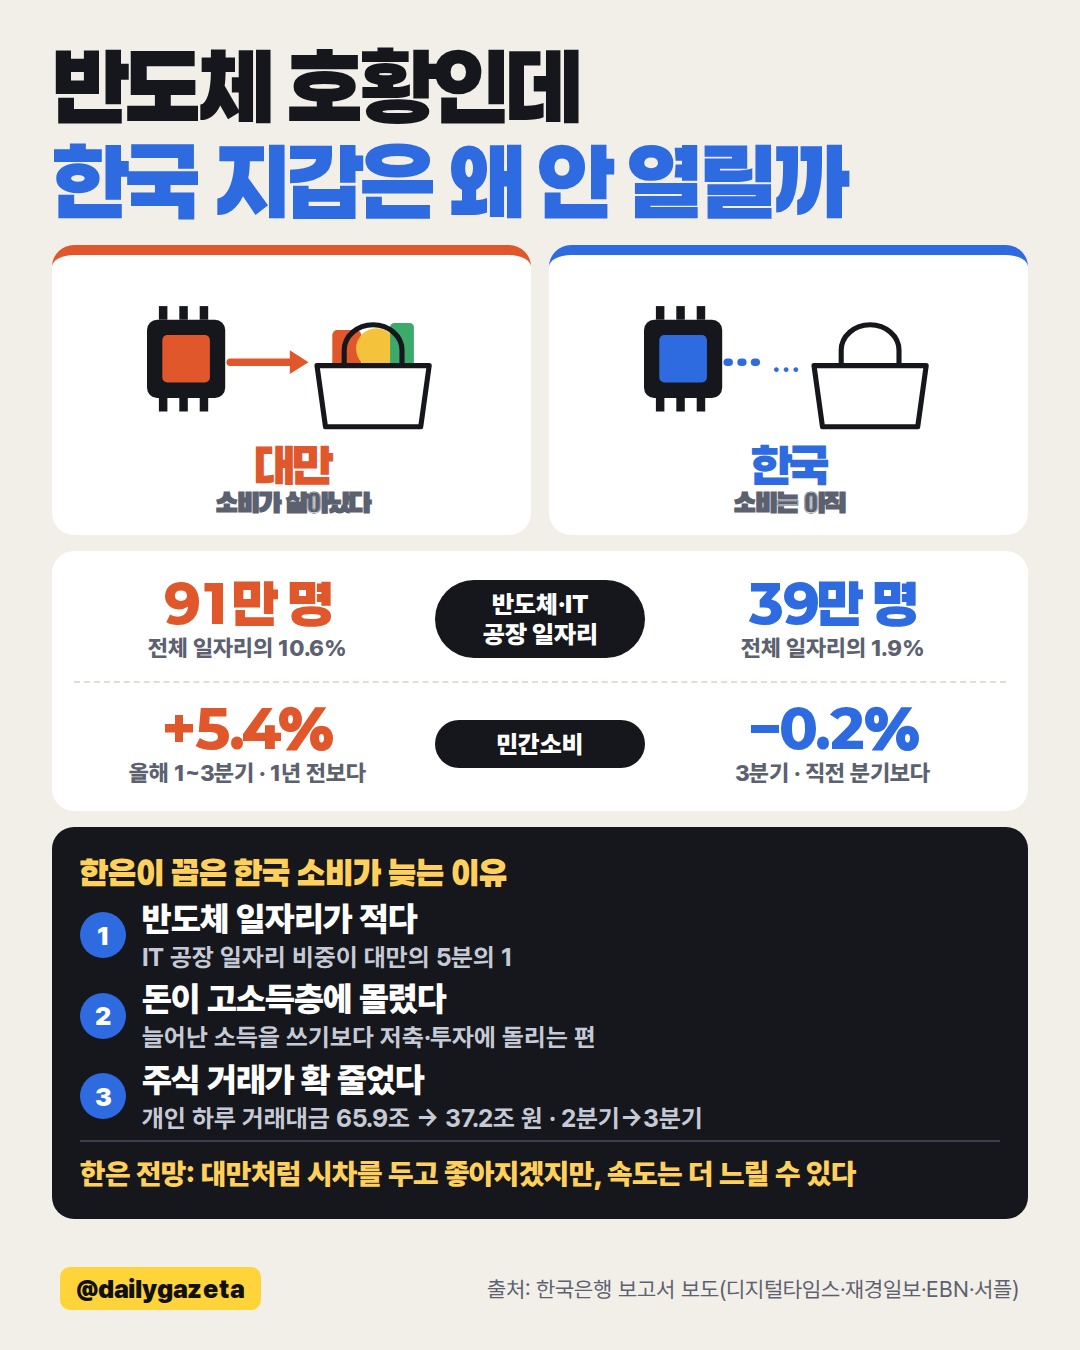 반도체 호황인데
한국 지갑은 왜 안 열릴까
대만
소비가 살아났다
한국
소비는 아직
91만 명
전체 일자리의 10.6%
반도체·IT
공장 일자리
39만 명
전체 일자리의 1.9%
+5.4%
올해 1~3분기 · 1년 전보다
민간소비
−0.2%
3분기 · 직전 분기보다
한은이 꼽은 한국 소비가 늦는 이유
1
반도체 일자리가 적다
IT 공장 일자리 비중이 대만의 5분의 1
2
돈이 고소득층에 몰렸다
늘어난 소득을 쓰기보다 저축·투자에 돌리는 편
3
주식 거래가 확 줄었다
개인 하루 거래대금 65.9조 → 37.2조 원 · 2분기→3분기
한은 전망: 대만처럼 시차를 두고 좋아지겠지만, 속도는 더 느릴 수 있다
@dailygazeta
출처: 한국은행 보고서 보도(디지털타임스·재경일보·EBN·서플)